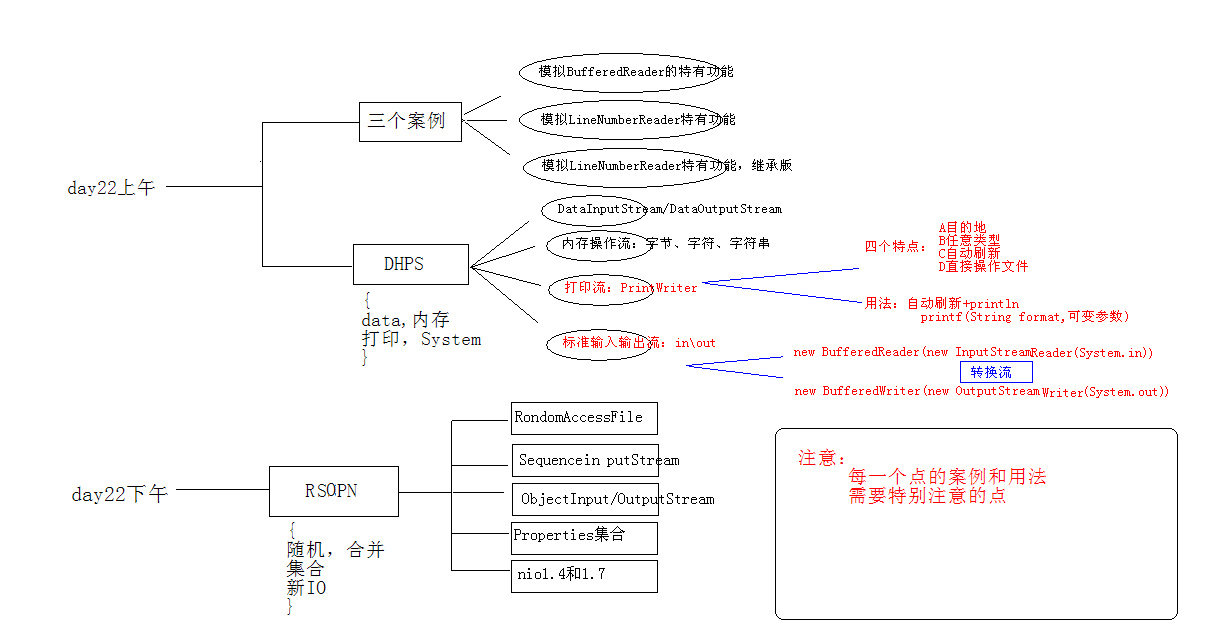 模拟BufferedReader的特有功能
三个案例
模拟LineNumberReader特有功能
模拟LineNumberReader特有功能，继承版
day22上午
DataInputStream/DataOutputStream
DHPS
内存操作流：字节、字符、字符串
打印流：PrintWriter
标准输入输出流：in\out
{
data,内存
打印，System
}
四个特点：
A目的地
B任意类型
C自动刷新
D直接操作文件
用法：自动刷新+println
printf(String format,可变参数)
new BufferedReader(new InputStreamReader(System.in))
转换流
new BufferedWriter(new OutputStreamWriter(System.out))
day22下午
RSOPN
{
随机，合并
集合
新IO
}
RondomAccessFile
Sequencein putStream
ObjectInput/OutputStream
Properties集合
nio1.4和1.7
注意：
每一个点的案例和用法
需要特别注意的点